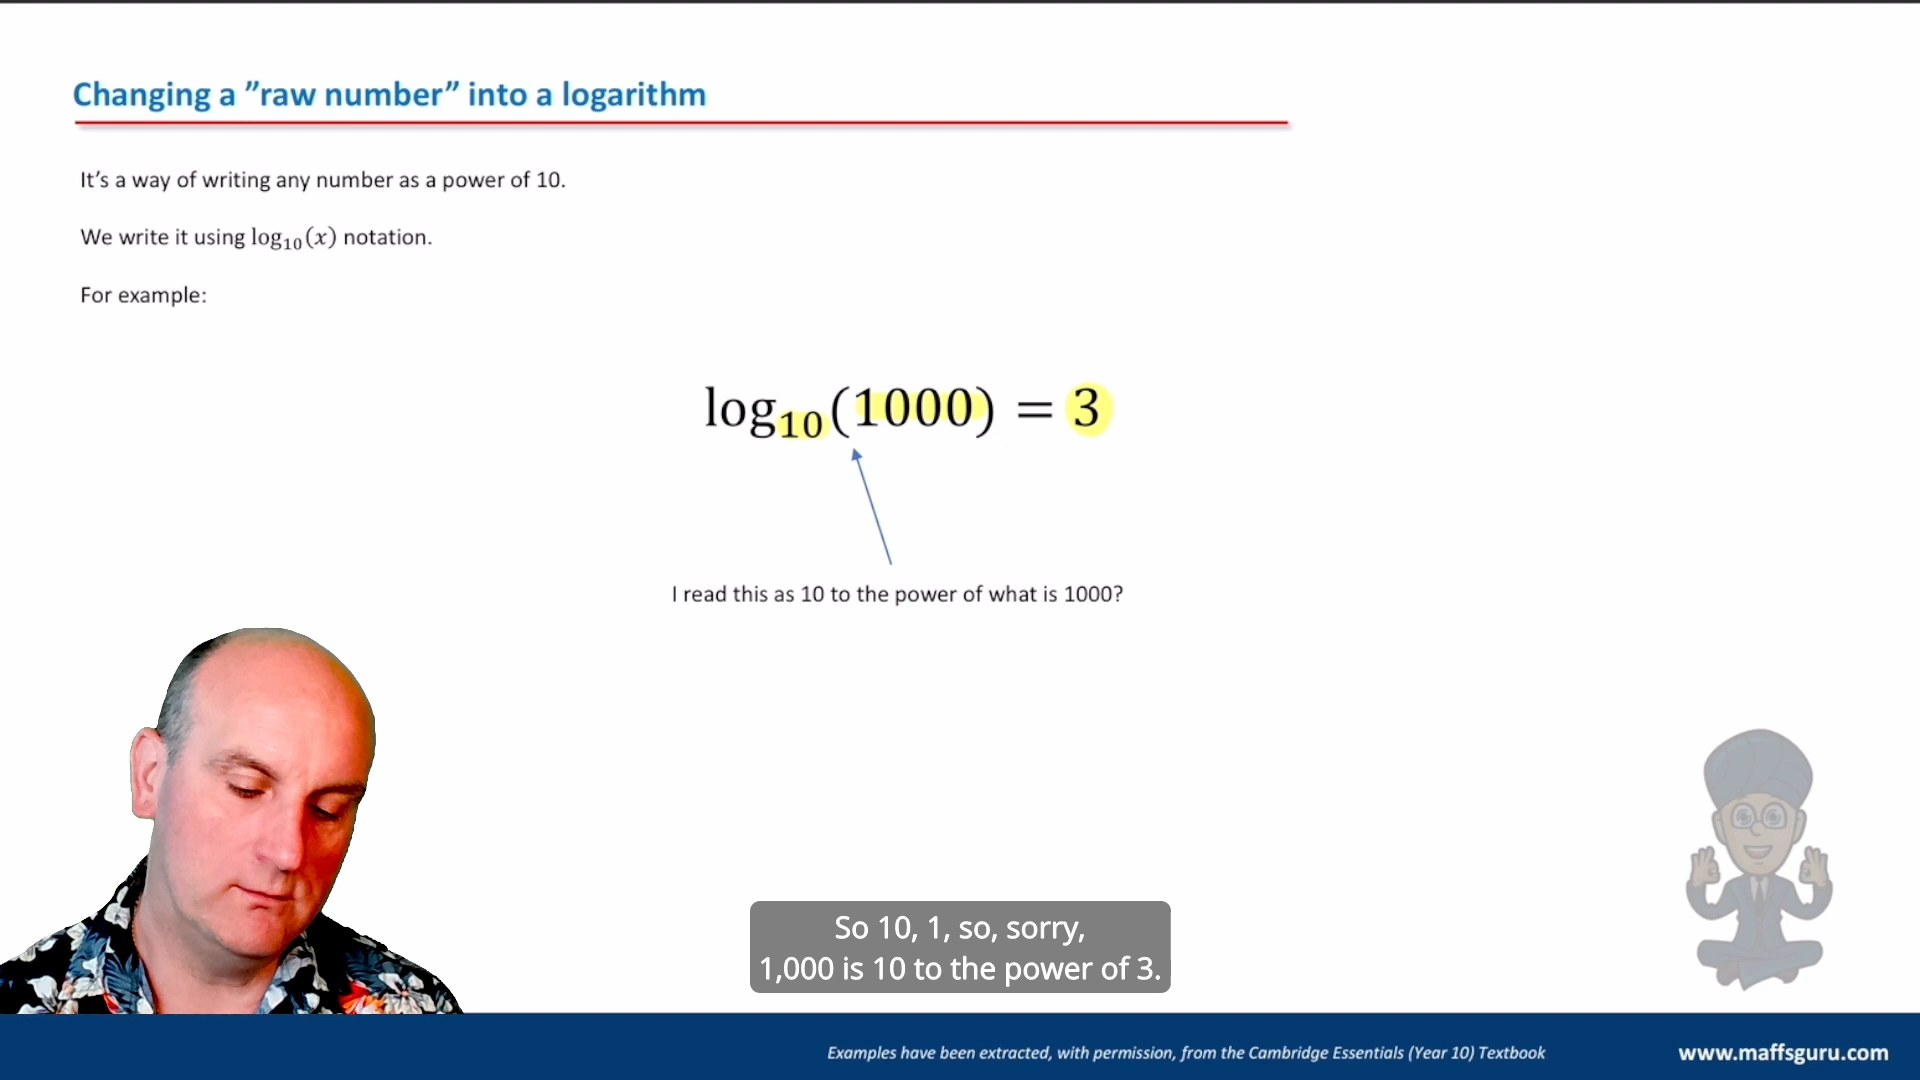 Changing a ”raw number” into a logarithm
It’s a way of writing any number as a power of 10.
We write it using log₁₀(x) notation.
For example:
log₁₀(1000) = 3
I read this as 10 to the power of what is 1000?
So 10, 1, so, sorry,
1,000 is 10 to the power of 3.
Examples have been extracted, with permission, from the Cambridge Essentials (Year 10) Textbook
www.maffsguru.com